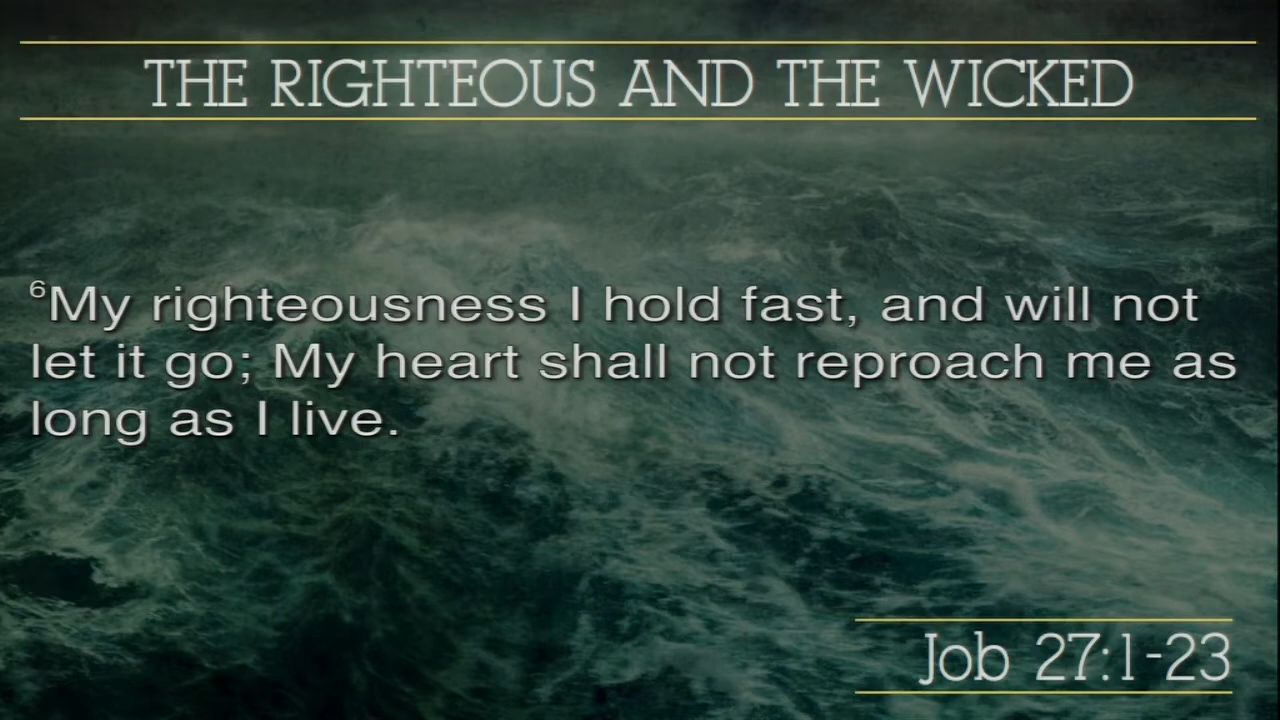 THE RIGHTEOUS AND THE WICKED
⁶My righteousness I hold fast, and will not
let it go; My heart shall not reproach me as
long as I live.
Job 27:1-23